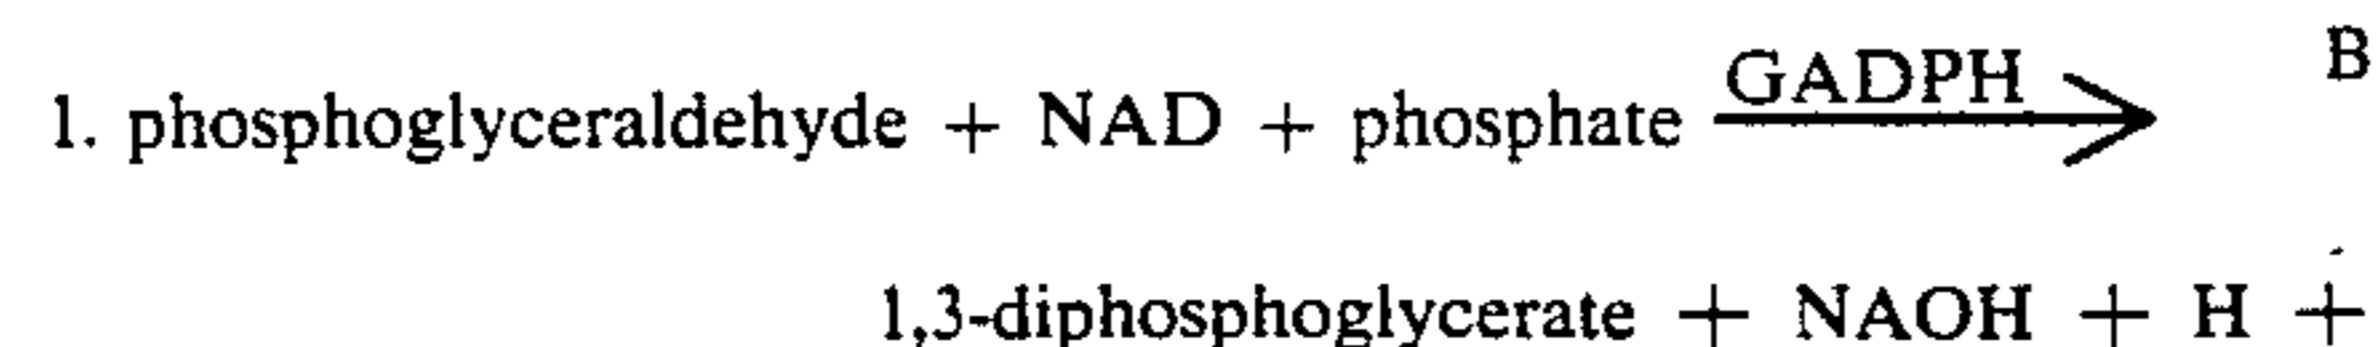 1. phosphoglyceraldehyde + NAD + phosphate GADPH B
1,3-diphosphoglycerate + NAOH + H +